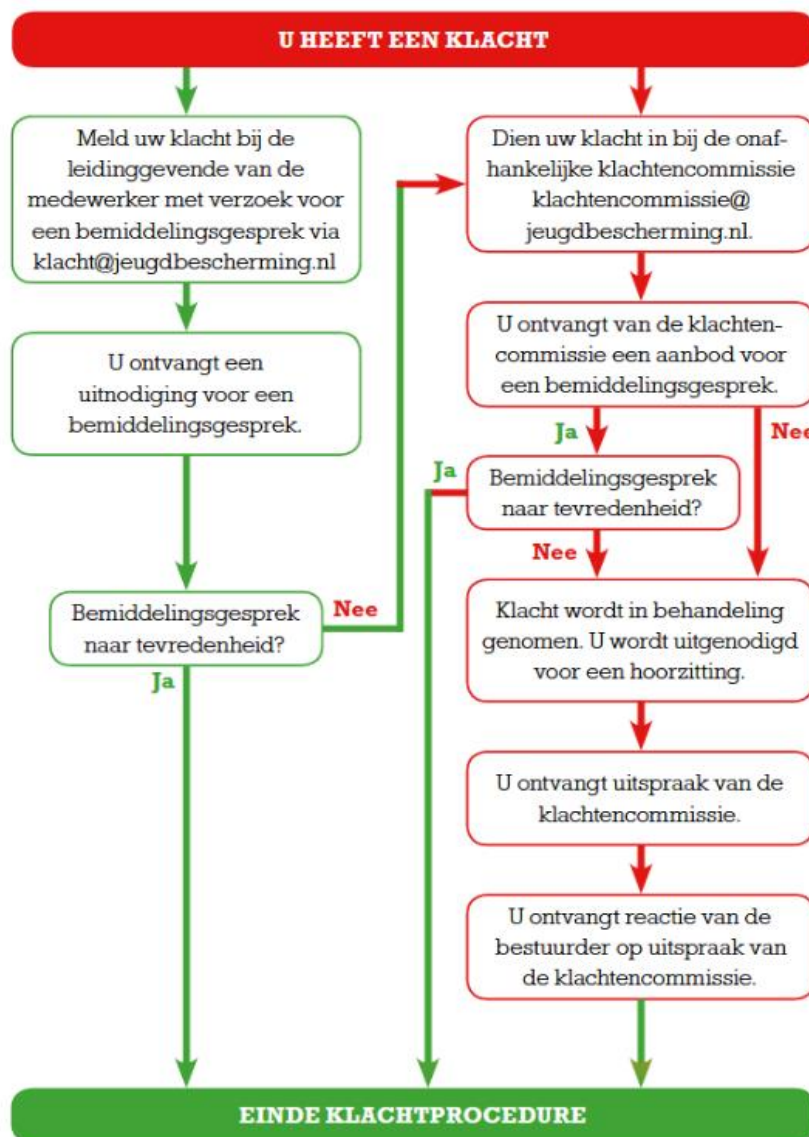 U HEEFT EEN KLACHT
Meld uw klacht bij de
leidinggevende van de
medewerker met verzoek voor
een bemiddelingsgesprek via
klacht@jeugdbescherming.nl
U ontvangt een
uitnodiging voor een
bemiddelingsgesprek.
Bemiddelingsgesprek
naar tevredenheid?
Nee
Ja
Dien uw klacht in bij de onaf-
hankelijke klachtencommissie
klachtencommissie@
jeugdbescherming.nl.
U ontvangt van de klachten-
commissie een aanbod voor
een bemiddelingsgesprek.
Ja
Nee
Ja
Bemiddelingsgesprek
naar tevredenheid?
Nee
Klacht wordt in behandeling
genomen. U wordt uitgenodigd
voor een hoorzitting.
U ontvangt uitspraak van de
klachtencommissie.
U ontvangt reactie van de
bestuurder op uitspraak van
de klachtencommissie.
EINDE KLACHTPROCEDURE